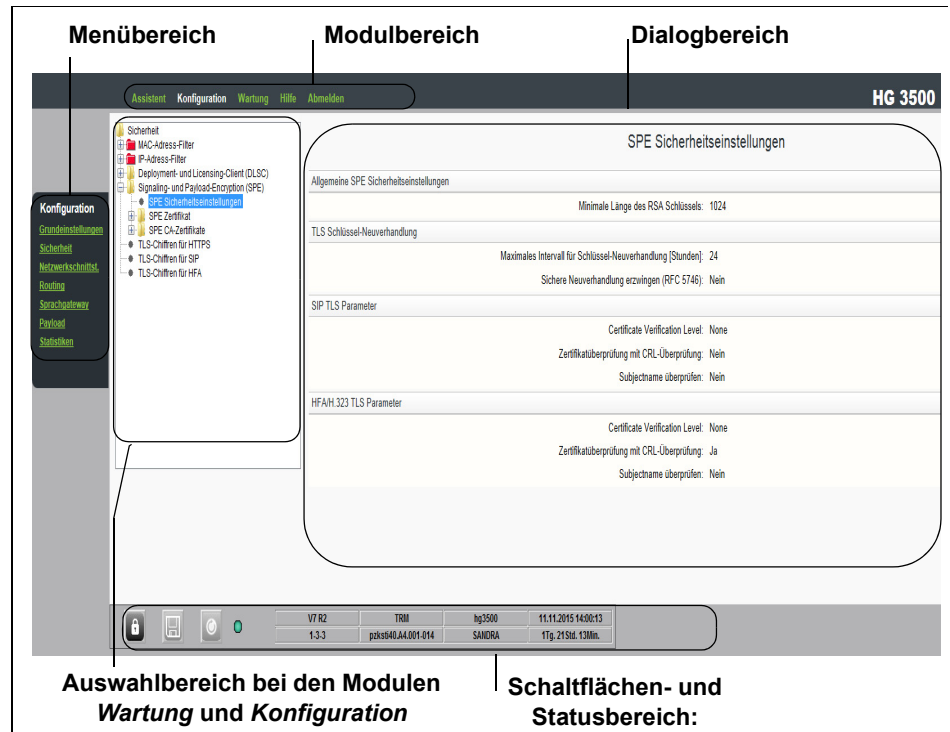 Menübereich
Modulbereich
Dialogbereich
Assistent Konfiguration Wartung Hilfe Abmelden
HG 3500
Sicherheit
MAC-Adress-Filter
IP-Adress-Filter
Deployment- und Licensing-Client (DLSC)
Signaling- und Payload-Encryption (SPE)
SPE Sicherheitseinstellungen
SPE Zertifikat
SPE CA-Zertifikate
TLS-Chiffren für HTTPS
TLS-Chiffren für SIP
TLS-Chiffren für HFA
Konfiguration
Grundeinstellungen
Sicherheit
Netzwerkschnittst.
Routing
Sprachgateway
Payload
Statistiken
SPE Sicherheitseinstellungen
Allgemeine SPE Sicherheitseinstellungen
Minimale Länge des RSA Schlüssels: 1024
TLS Schlüssel-Neuverhandlung
Maximales Intervall für Schlüssel-Neuverhandlung [Stunden]: 24
Sichere Neuverhandlung erzwingen (RFC 5746): Nein
SIP TLS Parameter
Certificate Verification Level: None
Zertifikatüberprüfung mit CRL-Überprüfung: Nein
Subjectname überprüfen: Nein
HFA/H.323 TLS Parameter
Certificate Verification Level: None
Zertifikatüberprüfung mit CRL-Überprüfung: Ja
Subjectname überprüfen: Nein
V7 R2 TRM hg3500 11.11.2015 14:00:13
1-3-3 pzksti40.A4.001-014 SANDRA 1Tg. 21Std. 13Min.
Auswahlbereich bei den Modulen
Wartung und Konfiguration
Schaltflächen- und
Statusbereich: